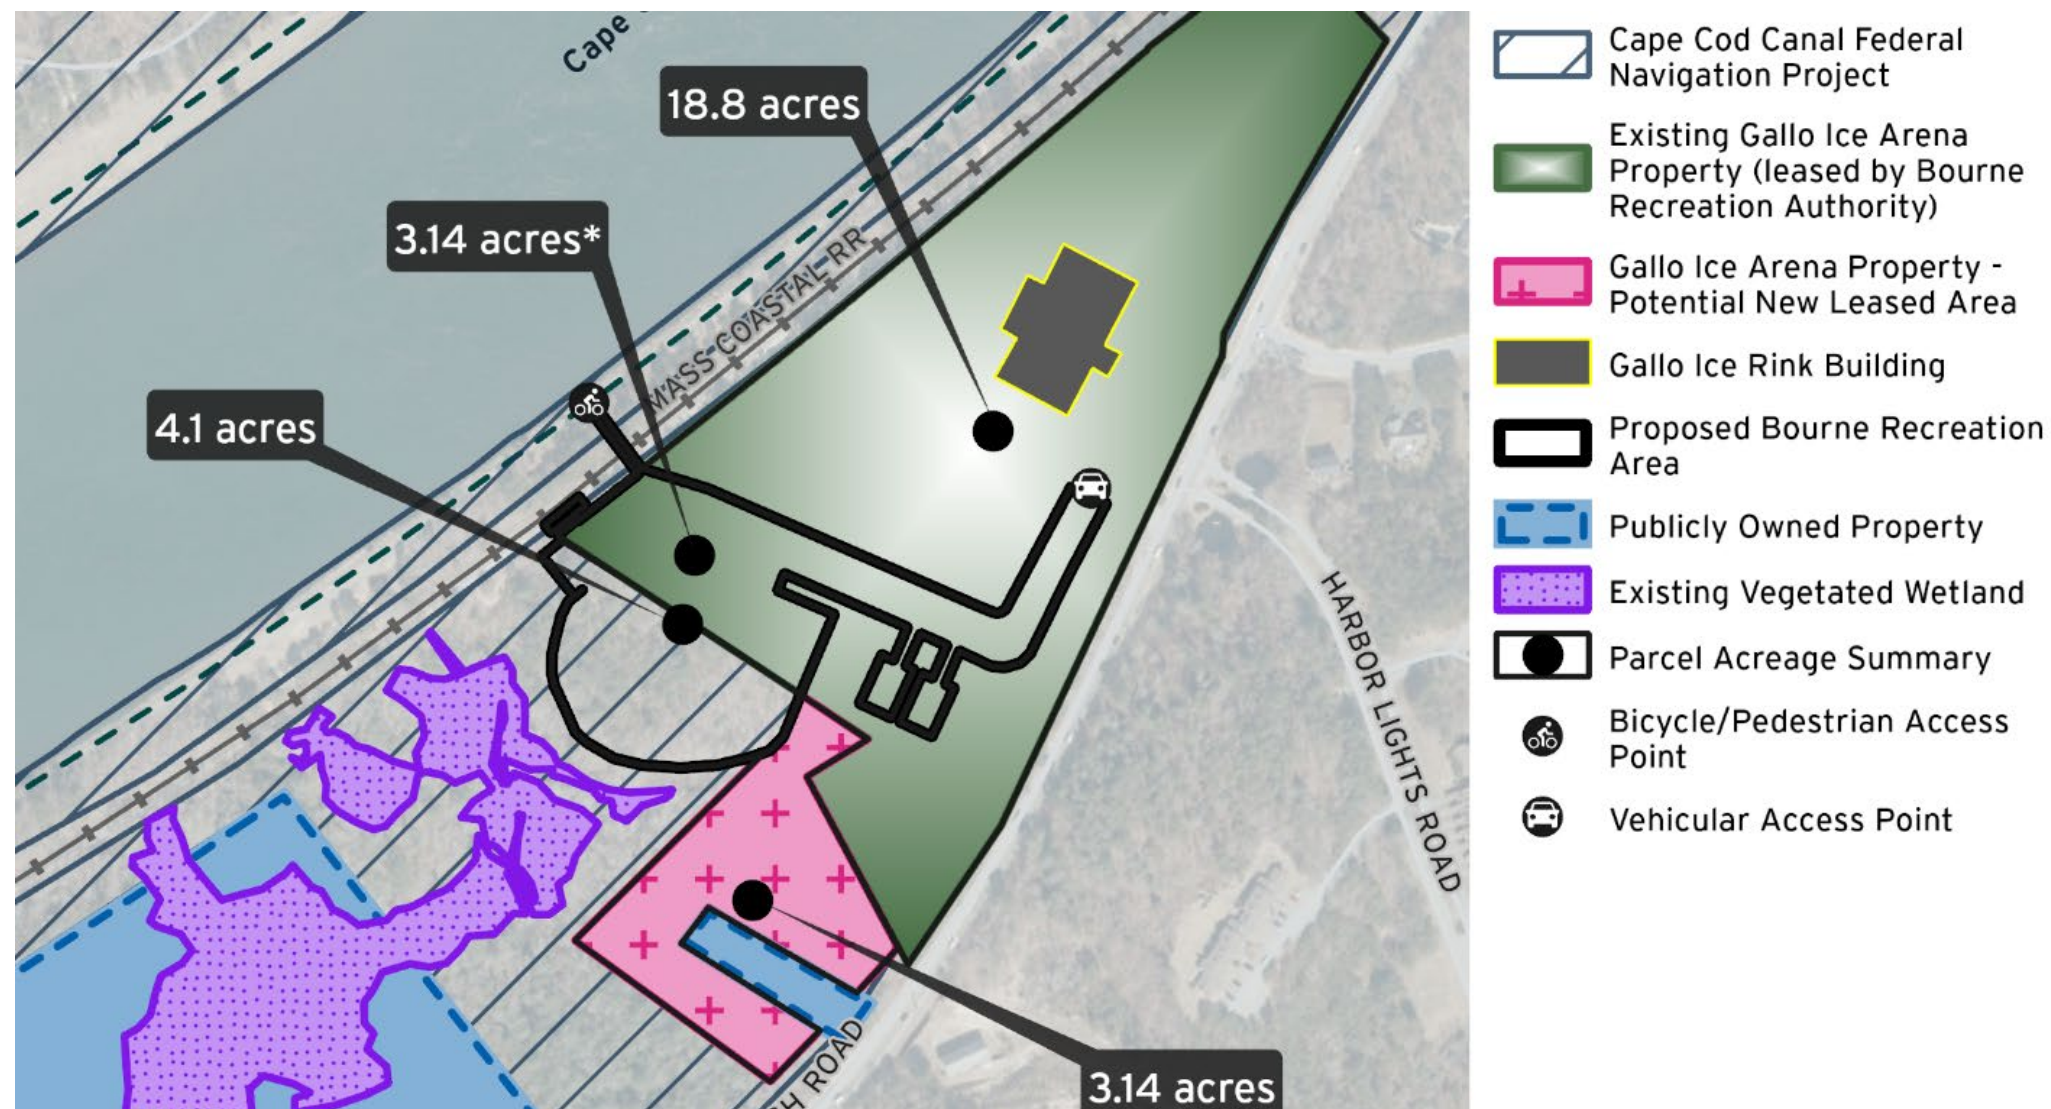 Cape
18.8 acres
3.14 acres*
MASS COASTAL RR
4.1 acres
HARBOR LIGHTS ROAD
ROAD
3.14 acres
Cape Cod Canal Federal
Navigation Project
Existing Gallo Ice Arena
Property (leased by Bourne
Recreation Authority)
Gallo Ice Arena Property -
Potential New Leased Area
Gallo Ice Rink Building
Proposed Bourne Recreation
Area
Publicly Owned Property
Existing Vegetated Wetland
Parcel Acreage Summary
Bicycle/Pedestrian Access
Point
Vehicular Access Point